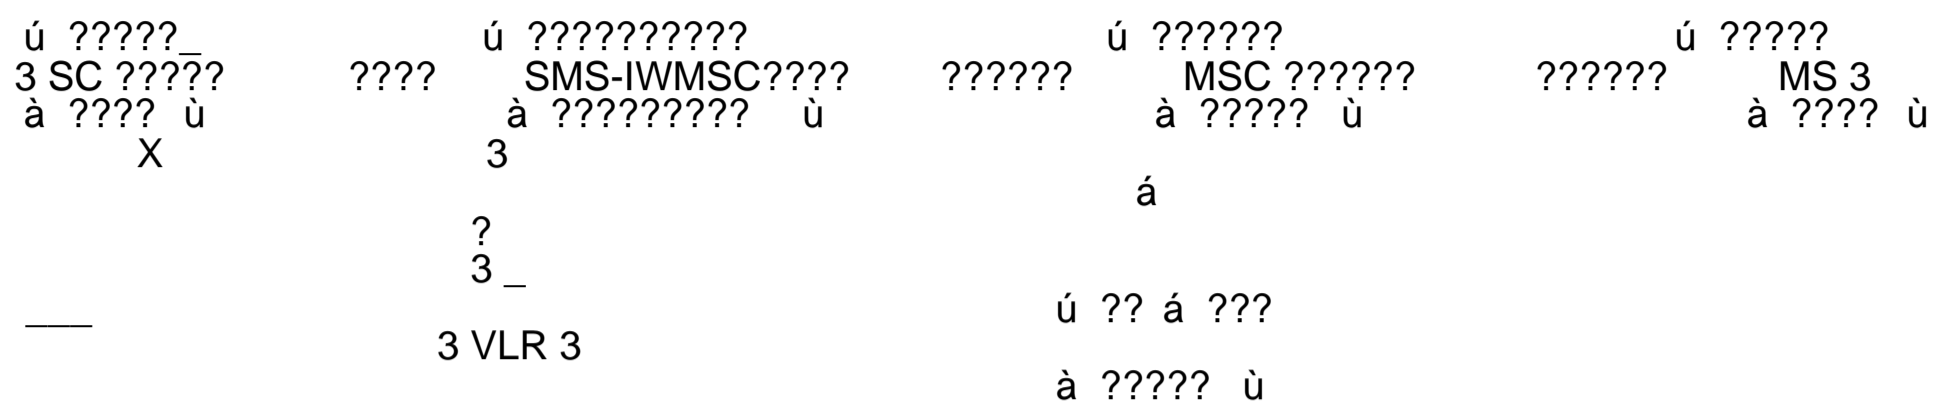 ú ?????_ ú ?????????? ú ?????? ú ?????
3 SC ????? ???? SMS-IWMSC???? ?????? MSC ?????? ?????? MS 3
à ???? ù à ????????? ù à ????? ù à ???? ù
X 3
á
?
3 _
ú ?? á ???
___
3 VLR 3
à ????? ù